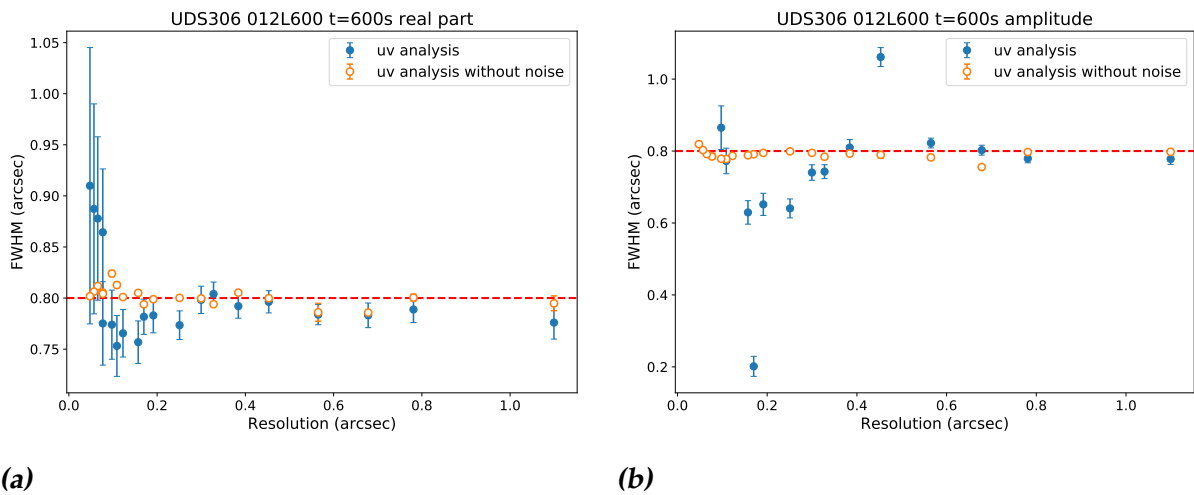 UDS306 012L600 t=600s real part
uv analysis
uv analysis without noise
1.05
1.00
0.95
0.90
0.85
0.80
0.75
FWHM (arcsec)
0.0 0.2 0.4 0.6 0.8 1.0
Resolution (arcsec)
(a)
UDS306 012L600 t=600s amplitude
uv analysis
uv analysis without noise
1.0
0.8
0.6
0.4
0.2
FWHM (arcsec)
0.0 0.2 0.4 0.6 0.8 1.0
Resolution (arcsec)
(b)